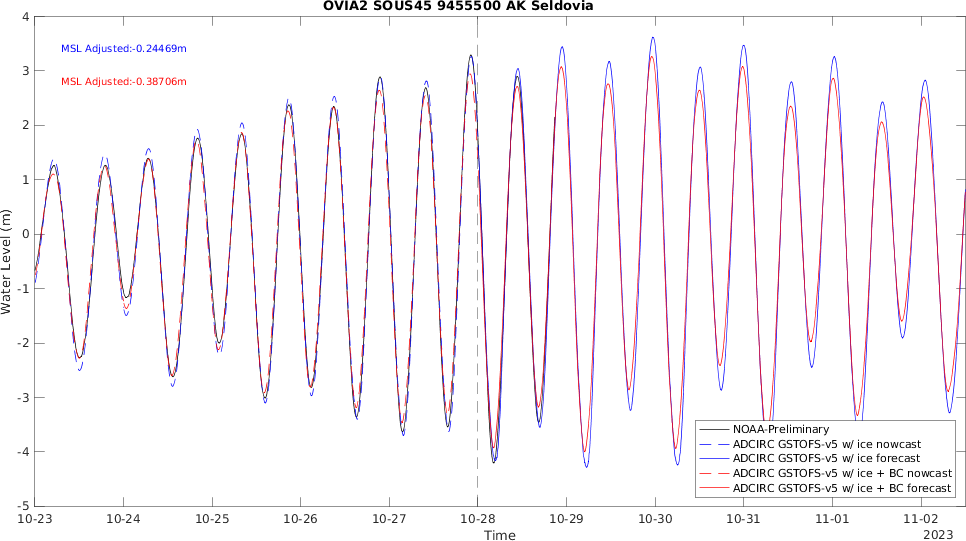 OVIA2 SOUS45 9455500 AK Seldovia
MSL Adjusted:-0.24469m
MSL Adjusted:-0.38706m
Water Level (m)
4
3
2
1
0
-1
-2
-3
-4
-5
NOAA-Preliminary
ADCIRC GSTOFS-v5 w/ ice nowcast
ADCIRC GSTOFS-v5 w/ ice forecast
ADCIRC GSTOFS-v5 w/ ice + BC nowcast
ADCIRC GSTOFS-v5 w/ ice + BC forecast
10-23 10-24 10-25 10-26 10-27 10-28 10-29 10-30 10-31 11-01 11-02
Time
2023